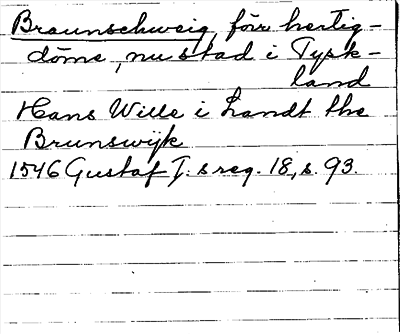 Braunschweig, förr hertig-
döme, nu stad i Tysk-
land
Hans Wille i Landt the
Brunswijk
1546 Gustaf I:s reg. 18, s. 93.